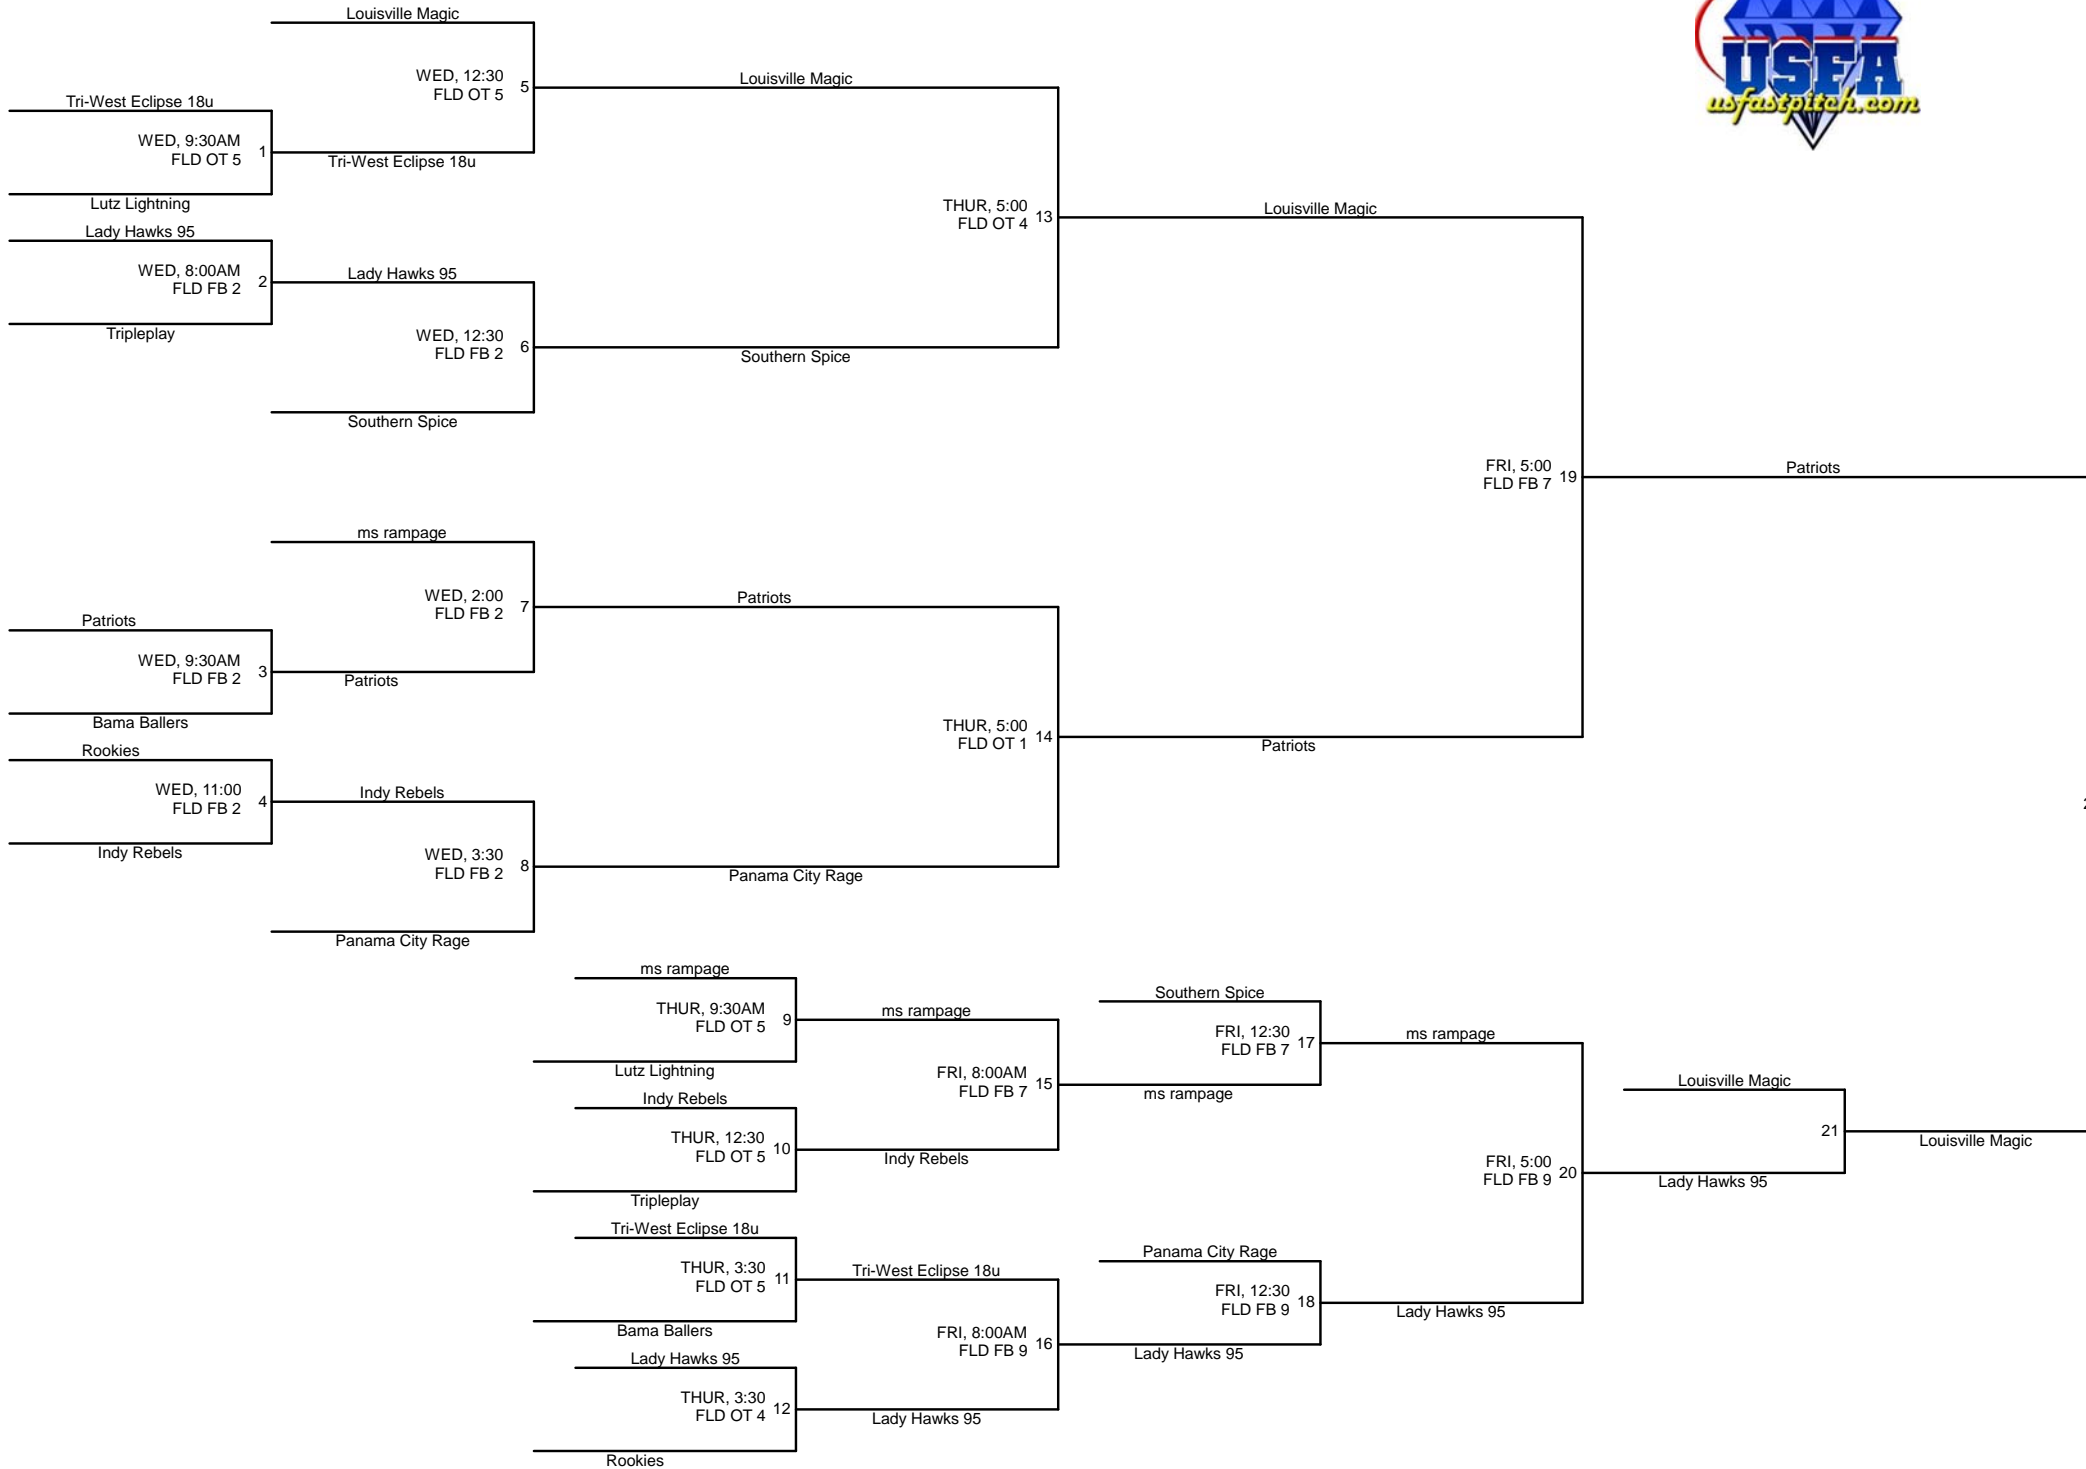 USFA
usfastpitch.com
Louisville Magic
WED, 12:30
FLD OT 5
5
Louisville Magic
Tri-West Eclipse 18u
WED, 9:30AM
FLD OT 5
1
Tri-West Eclipse 18u
Lutz Lightning
THUR, 5:00
FLD OT 4
13
Louisville Magic
Lady Hawks 95
WED, 8:00AM
FLD FB 2
2
Lady Hawks 95
Tripleplay
WED, 12:30
FLD FB 2
6
Southern Spice
Southern Spice
FRI, 5:00
FLD FB 7
19
Patriots
ms rampage
WED, 2:00
FLD FB 2
7
Patriots
Patriots
WED, 9:30AM
FLD FB 2
3
Patriots
Bama Ballers
THUR, 5:00
FLD OT 1
14
Patriots
Rookies
WED, 11:00
FLD FB 2
4
Indy Rebels
Indy Rebels
WED, 3:30
FLD FB 2
8
Panama City Rage
Panama City Rage
ms rampage
THUR, 9:30AM
FLD OT 5
9
ms rampage
Lutz Lightning
Southern Spice
FRI, 12:30
FLD FB 7
17
ms rampage
FRI, 8:00AM
FLD FB 7
15
ms rampage
Indy Rebels
THUR, 12:30
FLD OT 5
10
Indy Rebels
Tripleplay
Louisville Magic
21
Louisville Magic
FRI, 5:00
FLD FB 9
20
Lady Hawks 95
Tri-West Eclipse 18u
THUR, 3:30
FLD OT 5
11
Tri-West Eclipse 18u
Bama Ballers
Panama City Rage
FRI, 12:30
FLD FB 9
18
Lady Hawks 95
FRI, 8:00AM
FLD FB 9
16
Lady Hawks 95
Lady Hawks 95
THUR, 3:30
FLD OT 4
12
Lady Hawks 95
Rookies